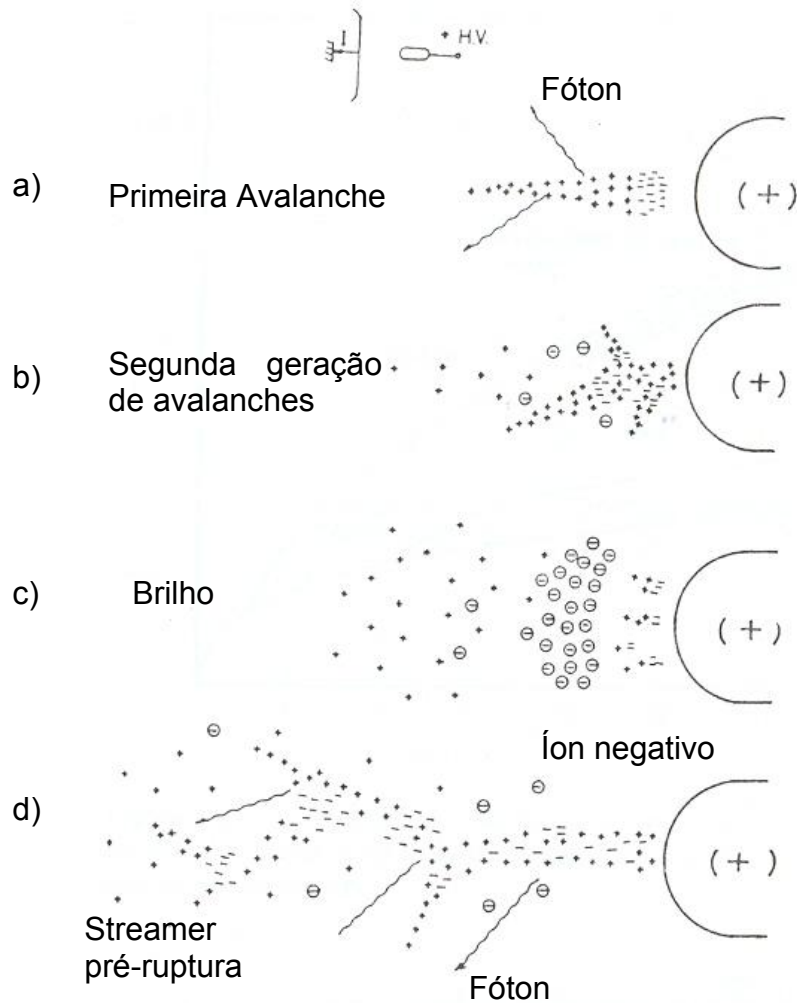 I
+ H.V.
Fóton
a) Primeira Avalanche
(+)
b) Segunda geração
de avalanches
(+)
c) Brilho
(+)
Íon negativo
d)
(+)
Streamer
pré-ruptura
Fóton